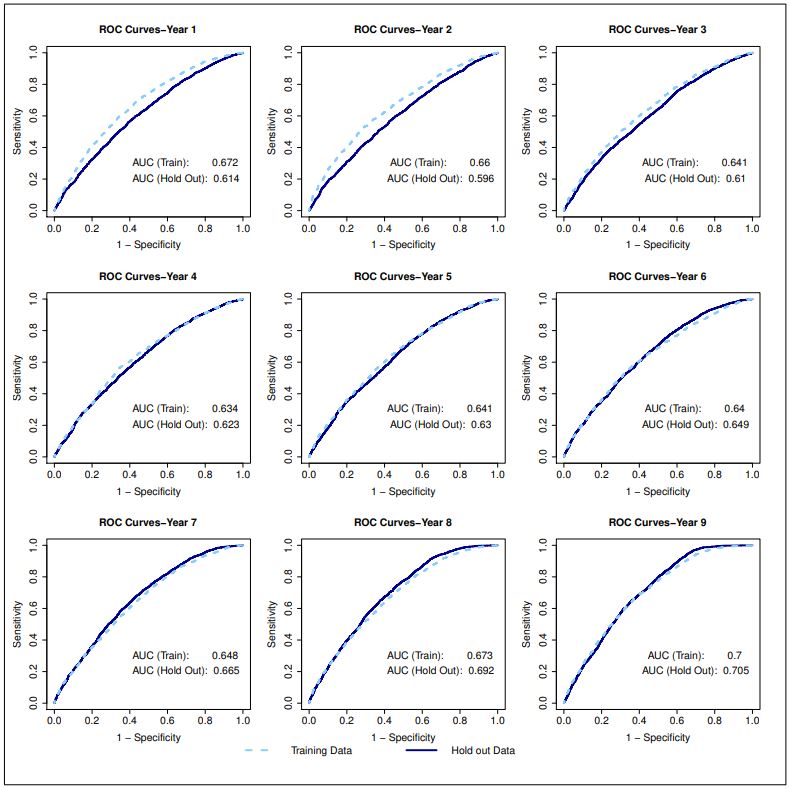 ROC Curves−Year 1
Sensitivity
0.0 0.2 0.4 0.6 0.8 1.0
AUC (Train): 0.672
AUC (Hold Out): 0.614
0.0 0.2 0.4 0.6 0.8 1.0
1 − Specificity
ROC Curves−Year 2
Sensitivity
0.0 0.2 0.4 0.6 0.8 1.0
AUC (Train): 0.66
AUC (Hold Out): 0.596
0.0 0.2 0.4 0.6 0.8 1.0
1 − Specificity
ROC Curves−Year 3
Sensitivity
0.0 0.2 0.4 0.6 0.8 1.0
AUC (Train): 0.641
AUC (Hold Out): 0.61
0.0 0.2 0.4 0.6 0.8 1.0
1 − Specificity
ROC Curves−Year 4
Sensitivity
0.0 0.2 0.4 0.6 0.8 1.0
AUC (Train): 0.634
AUC (Hold Out): 0.623
0.0 0.2 0.4 0.6 0.8 1.0
1 − Specificity
ROC Curves−Year 5
Sensitivity
0.0 0.2 0.4 0.6 0.8 1.0
AUC (Train): 0.641
AUC (Hold Out): 0.63
0.0 0.2 0.4 0.6 0.8 1.0
1 − Specificity
ROC Curves−Year 6
Sensitivity
0.0 0.2 0.4 0.6 0.8 1.0
AUC (Train): 0.64
AUC (Hold Out): 0.649
0.0 0.2 0.4 0.6 0.8 1.0
1 − Specificity
ROC Curves−Year 7
Sensitivity
0.0 0.2 0.4 0.6 0.8 1.0
AUC (Train): 0.648
AUC (Hold Out): 0.665
0.0 0.2 0.4 0.6 0.8 1.0
1 − Specificity
ROC Curves−Year 8
Sensitivity
0.0 0.2 0.4 0.6 0.8 1.0
AUC (Train): 0.673
AUC (Hold Out): 0.692
0.0 0.2 0.4 0.6 0.8 1.0
1 − Specificity
ROC Curves−Year 9
Sensitivity
0.0 0.2 0.4 0.6 0.8 1.0
AUC (Train): 0.7
AUC (Hold Out): 0.705
0.0 0.2 0.4 0.6 0.8 1.0
1 − Specificity
Training Data
Hold out Data